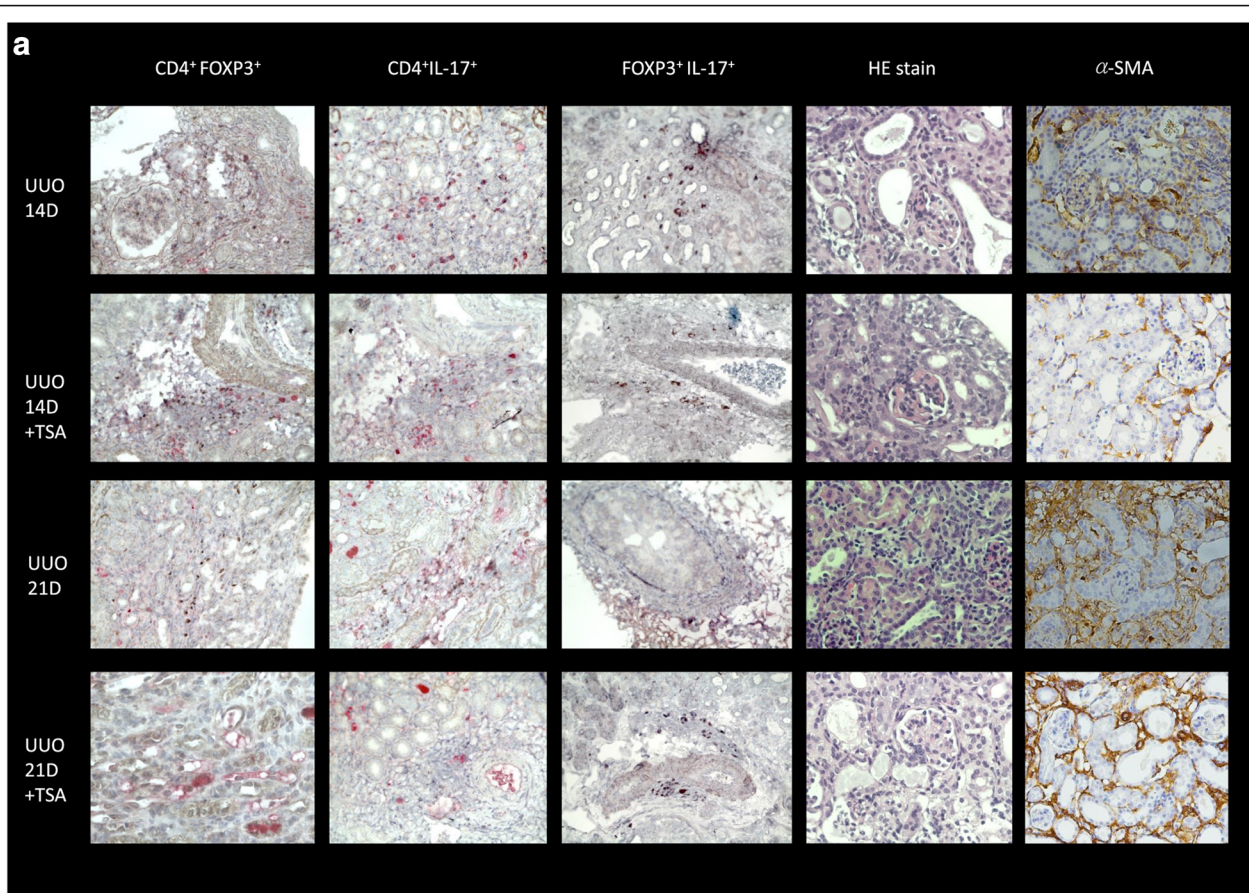 a
CD4⁺ FOXP3⁺
CD4⁺IL-17⁺
FOXP3⁺ IL-17⁺
HE stain
α-SMA
UUO
14D
UUO
14D
+TSA
UUO
21D
UUO
21D
+TSA